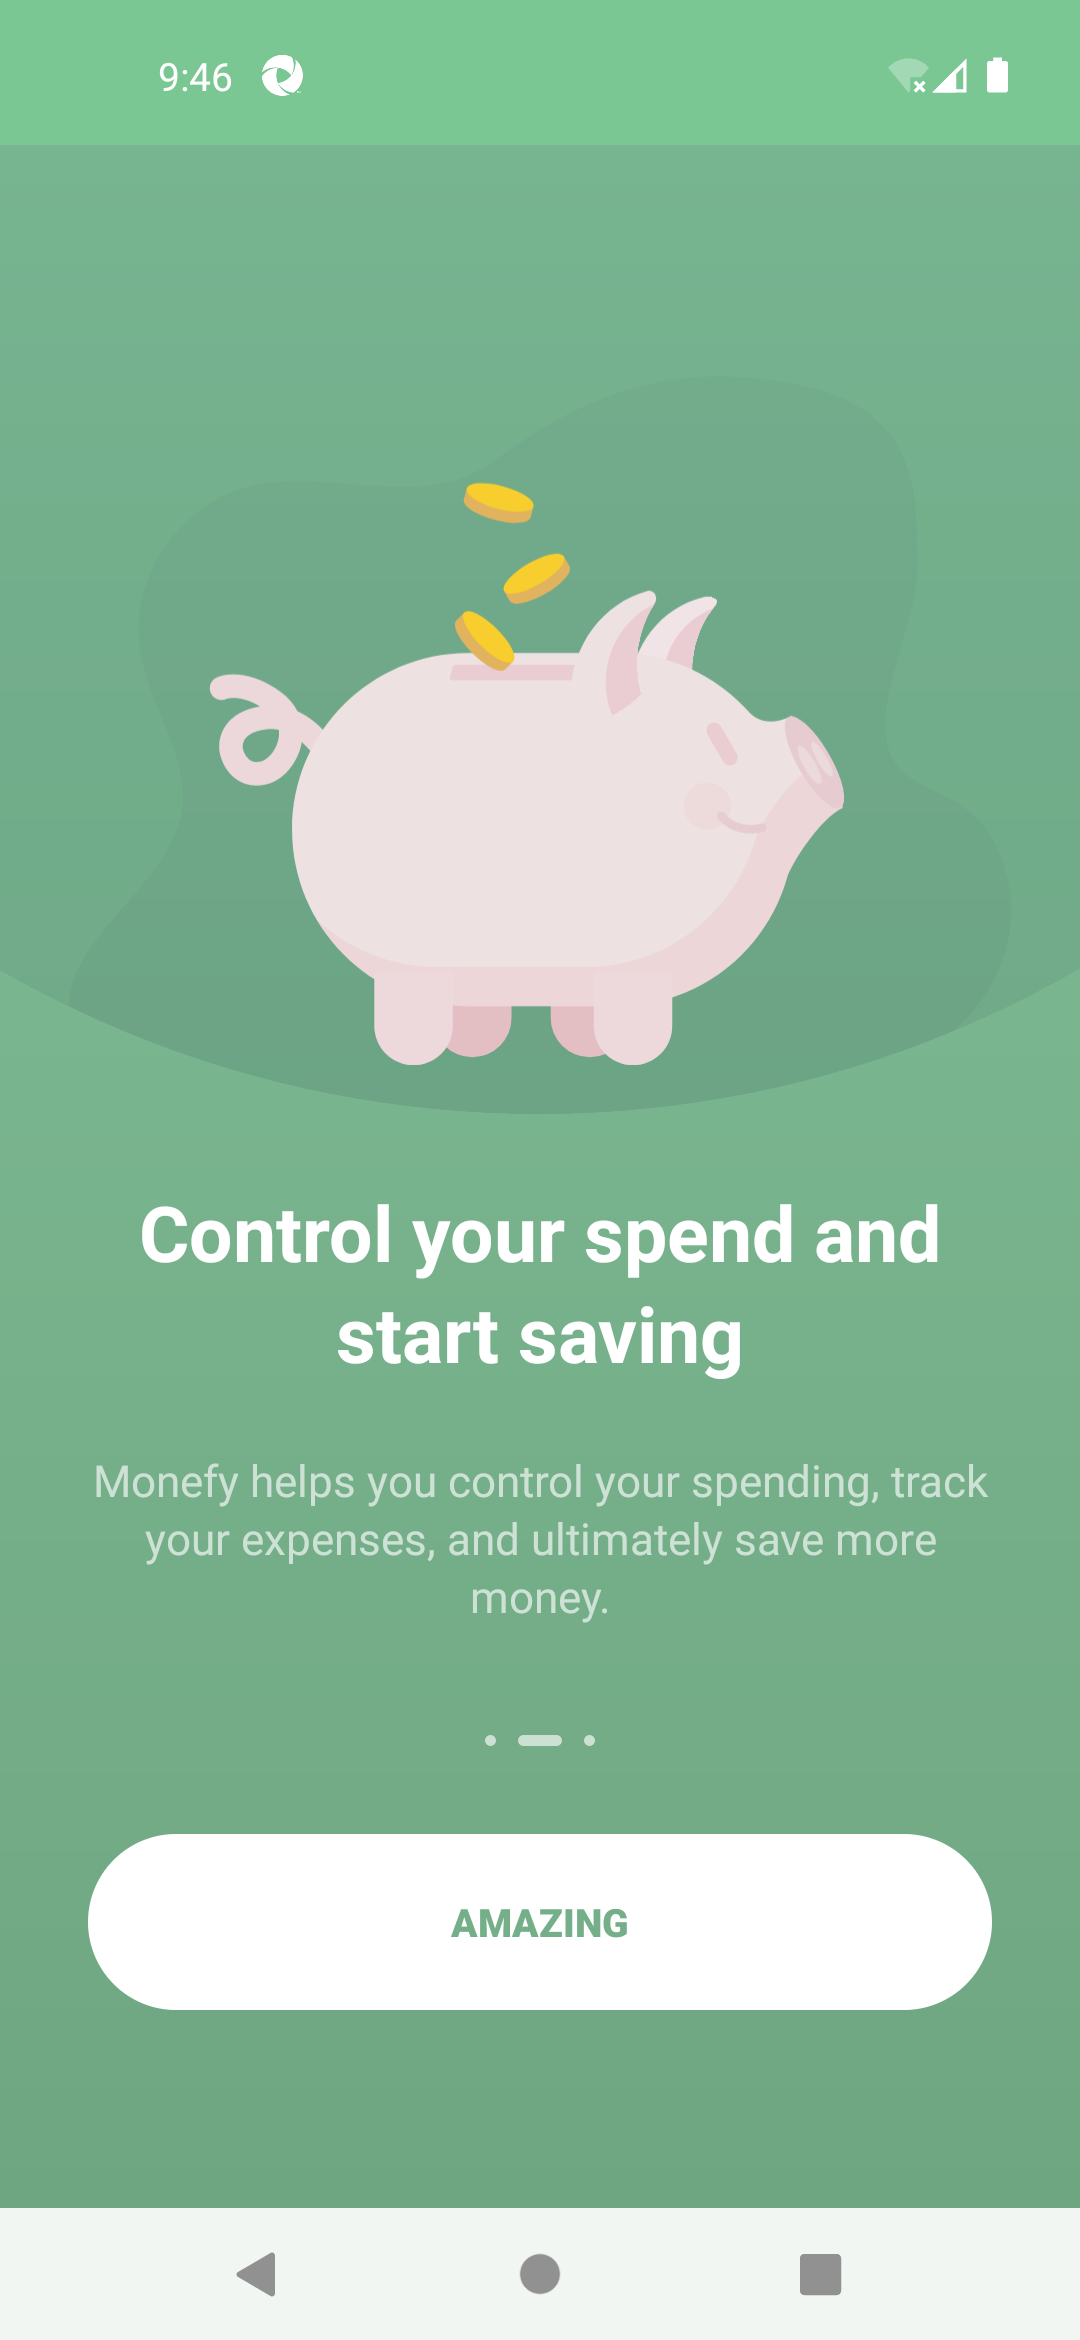 9:46
Control your spend and
start saving
Monefy helps you control your spending, track
your expenses, and ultimately save more
money.
AMAZING